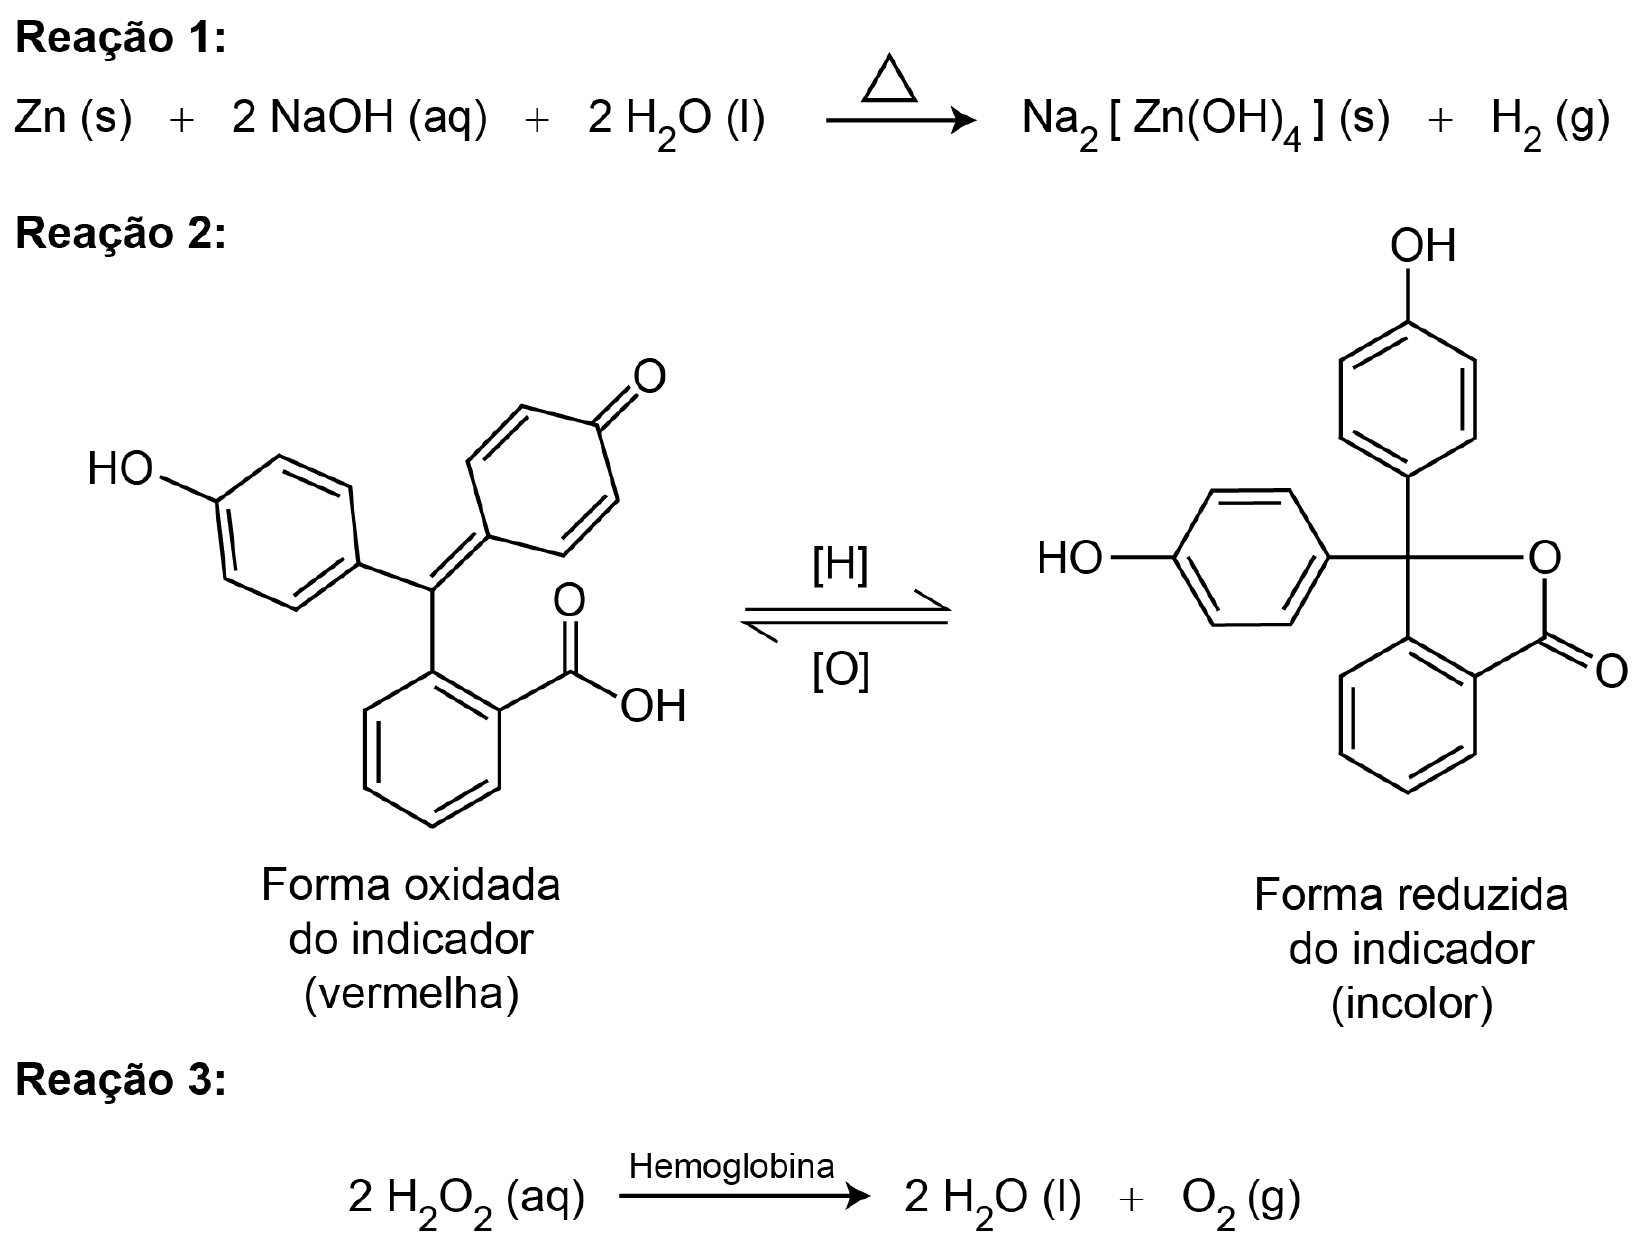 Reação 1:
Zn (s) + 2 NaOH (aq) + 2 H₂O (l) △ → Na₂ [ Zn(OH)₄ ] (s) + H₂ (g)
Reação 2:
OH
O
HO
O
OH
[H]
[O]
HO
O
O
Forma oxidada
do indicador
(vermelha)
Forma reduzida
do indicador
(incolor)
Reação 3:
Hemoglobina
2 H₂O₂ (aq) → 2 H₂O (l) + O₂ (g)